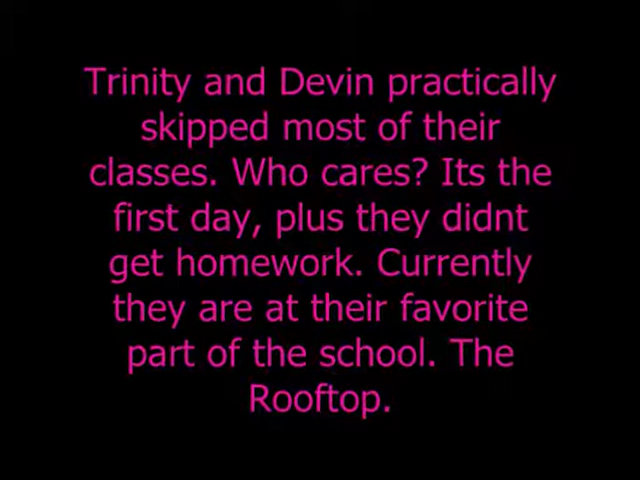 Trinity and Devin practically
skipped most of their
classes. Who cares? Its the
first day, plus they didnt
get homework. Currently
they are at their favorite
part of the school. The
Rooftop.